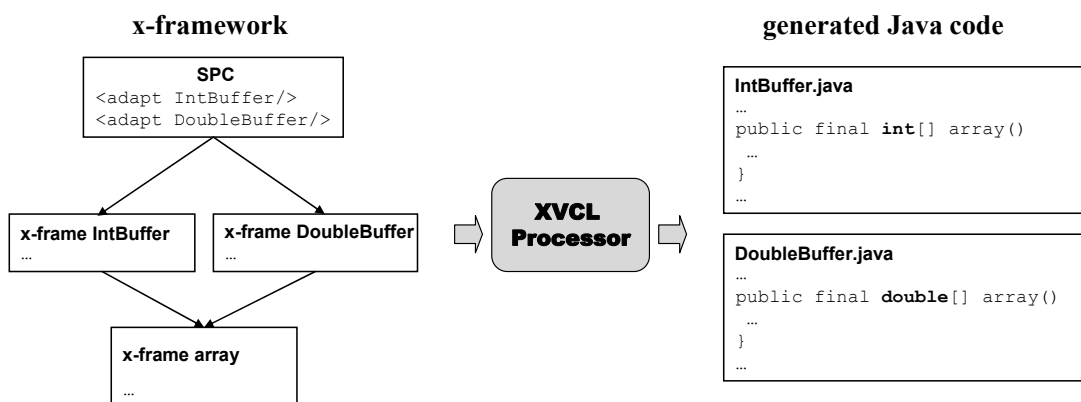 x-framework
SPC
<adapt IntBuffer/>
<adapt DoubleBuffer/>
x-frame IntBuffer
…
x-frame DoubleBuffer
…
x-frame array
…
XVCL
Processor
generated Java code
IntBuffer.java
…
public final int[] array()
…
}
…
DoubleBuffer.java
…
public final double[] array()
…
}
…